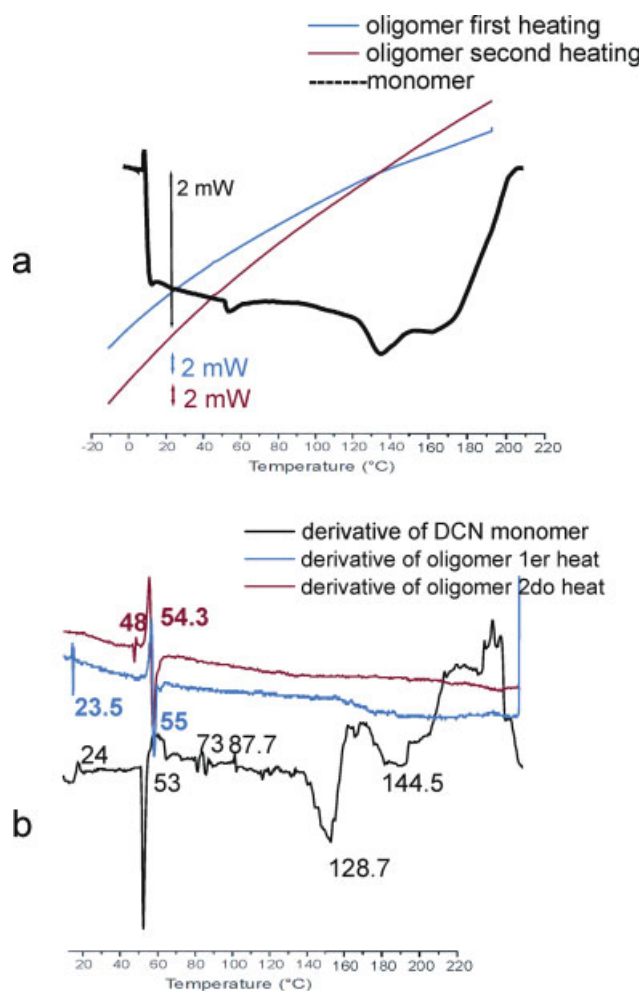 oligomer first heating
oligomer second heating
monomer
2 mW
a
2 mW
2 mW
-20 0 20 40 60 80 100 120 140 160 180 200 220
Temperature (°C)
derivative of DCN monomer
derivative of oligomer 1er heat
derivative of oligomer 2do heat
48 54.3
23.5 55
24 53 73 87.7 144.5
b
128.7
20 40 60 80 100 120 140 160 180 200 220
Temperature (°C)